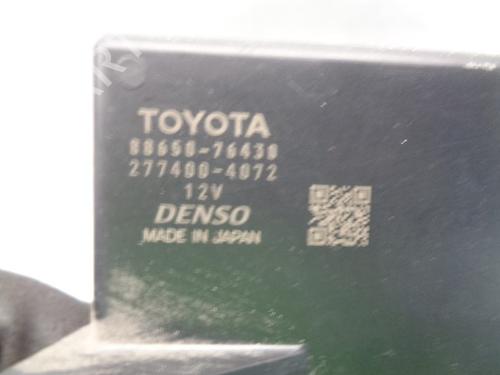 TOYOTA
88650-76430
277400-4072
12V
DENSO
MADE IN JAPAN